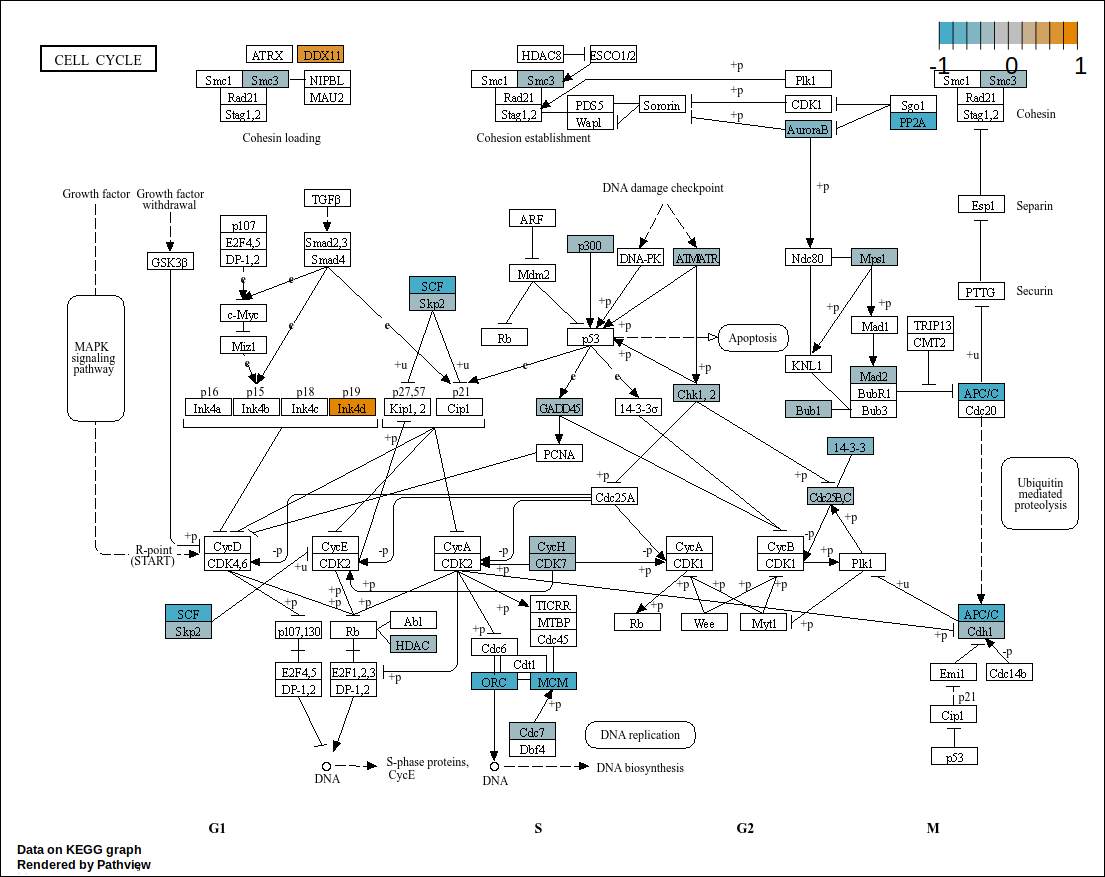 CELL CYCLE
ATRX DDX11
Smc1 Smc3 NIPBL
Rad21 MAU2
Stag1,2
Cohesin loading
HDAC8 ESCO1/2
Smc1 Smc3
Rad21
Stag1,2
PDS5
Wapl
Sororin
Cohesion establishment
+p
Plk1
+p
CDK1
+p
AuroraB
Sgo1
PP2A
-1 0 1
Smc1 Smc3
Rad21
Stag1,2
Cohesin
+p
Esp1 Separin
PTTG Securin
+u
Growth factor
Growth factor
withdrawal
GSK3β
MAPK
signaling
pathway
p107
E2F4,5
DP-1,2
e
c-Myc
Miz1
e
TGFβ
Smad2,3
Smad4
e
e
e
SCF
Skp2
+u +u
ARF
Mdm2
Rb
p300
p53
DNA damage checkpoint
DNA-PK ATM/ATR
+p
+p
+p
+p
Apoptosis
e
e
e
Ndc80 Mps1
+p +p
Mad1
KNL1
Mad2
BubR1
Bub3
Bub1
TRIP13
CMT2
APC/C
Cdc20
p16 p15 p18 p19
Ink4a Ink4b Ink4c Ink4d
p27,57 p21
Kip1, 2 Cip1
GADD45 14-3-3σ Chk1, 2
PCNA
+p
14-3-3
+p +p
Cdc25A Cdc25B,C
+p
Ubiquitin
mediated
proteolysis
R-point
(START)
+p
CycD
CDK4,6
-p
+u
CycE
CDK2
-p
CycA
CDK2
-p
+p
CycH
CDK7
-p
+p
CycA
CDK1
CycB
CDK1
-p
+p
Plk1
+u
SCF
Skp2
+p
+p
+p
+p
+p
p107,130
Rb
Abl
HDAC
E2F4,5
DP-1,2
E2F1,2,3
DP-1,2
+p
+p
+p
TICRR
MTBP
Cdc45
Cdc6
Cdt1
ORC MCM
+p
Cdc7
Dbf4
+p +p +p +p
+p
Rb Wee Myt1
+p
+p
APC/C
Cdh1
-p
Emi1 Cdc14b
p21
Cip1
p53
DNA
S-phase proteins,
CycE
DNA
DNA replication
DNA biosynthesis
G1 S G2 M
Data on KEGG graph
Rendered by Pathview